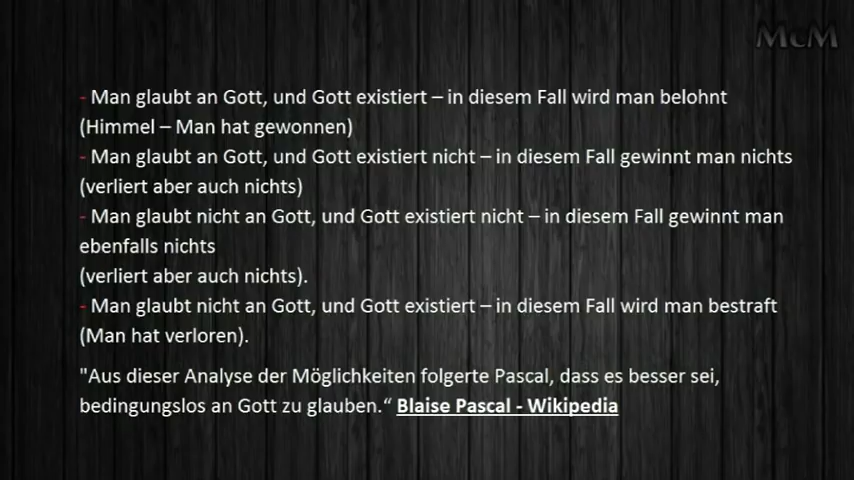 McM
- Man glaubt an Gott, und Gott existiert – in diesem Fall wird man belohnt
(Himmel – Man hat gewonnen)
- Man glaubt an Gott, und Gott existiert nicht – in diesem Fall gewinnt man nichts
(verliert aber auch nichts)
- Man glaubt nicht an Gott, und Gott existiert nicht – in diesem Fall gewinnt man
ebenfalls nichts
(verliert aber auch nichts).
- Man glaubt nicht an Gott, und Gott existiert – in diesem Fall wird man bestraft
(Man hat verloren).
"Aus dieser Analyse der Möglichkeiten folgerte Pascal, dass es besser sei,
bedingungslos an Gott zu glauben.“ Blaise Pascal - Wikipedia